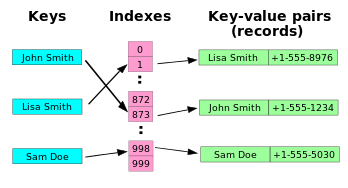 Keys
Indexes
Key-value pairs
(records)
John Smith
Lisa Smith
Sam Doe
0
1
:
872
873
:
998
999
Lisa Smith +1-555-8976
John Smith +1-555-1234
Sam Doe +1-555-5030